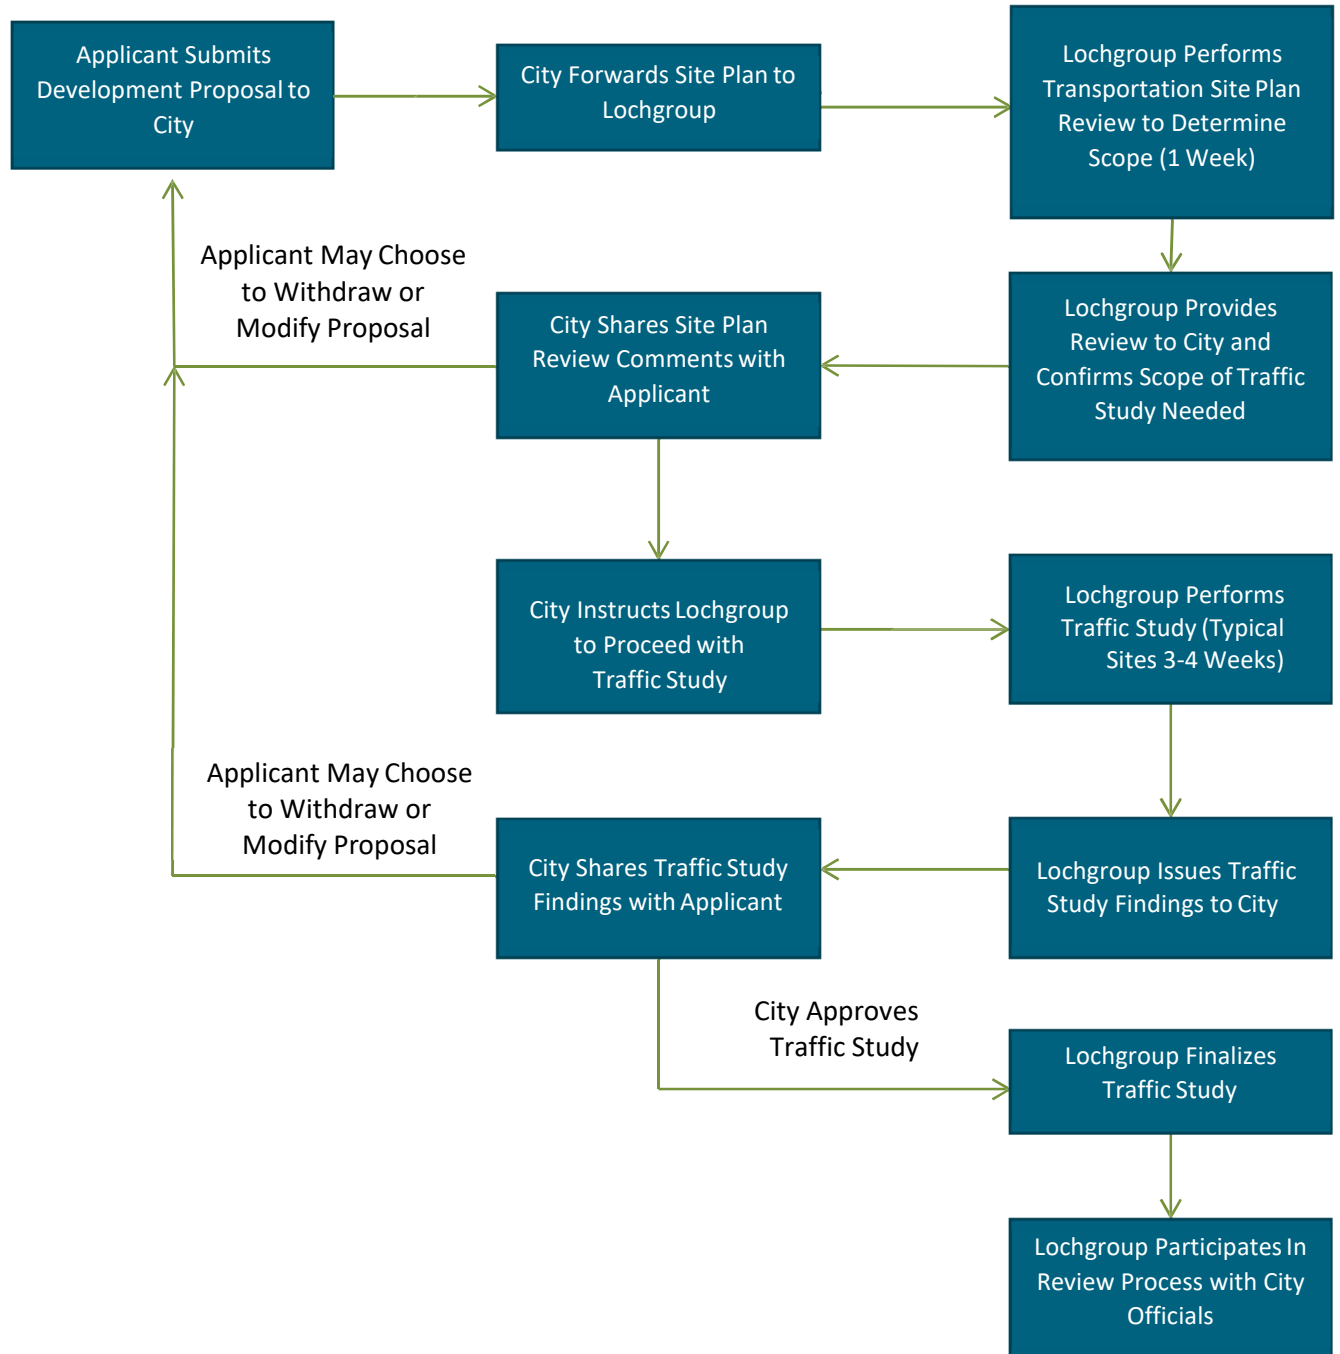 Applicant Submits
Development Proposal to
City
City Forwards Site Plan to
Lochgroup
Lochgroup Performs
Transportation Site Plan
Review to Determine
Scope (1 Week)
Applicant May Choose
to Withdraw or
Modify Proposal
City Shares Site Plan
Review Comments with
Applicant
Lochgroup Provides
Review to City and
Confirms Scope of Traffic
Study Needed
City Instructs Lochgroup
to Proceed with
Traffic Study
Lochgroup Performs
Traffic Study (Typical
Sites 3-4 Weeks)
Applicant May Choose
to Withdraw or
Modify Proposal
City Shares Traffic Study
Findings with Applicant
Lochgroup Issues Traffic
Study Findings to City
City Approves
Traffic Study
Lochgroup Finalizes
Traffic Study
Lochgroup Participates In
Review Process with City
Officials